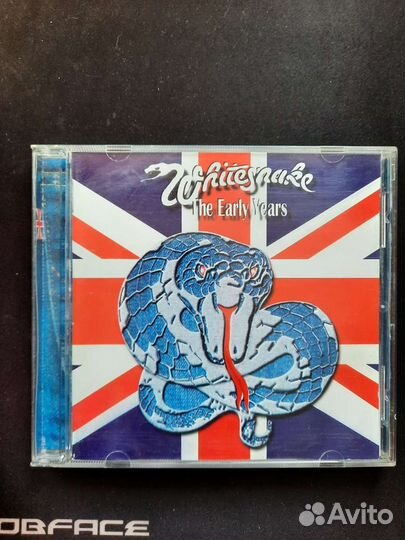 Whitesnake
The Early Years
OBFACE
Avito